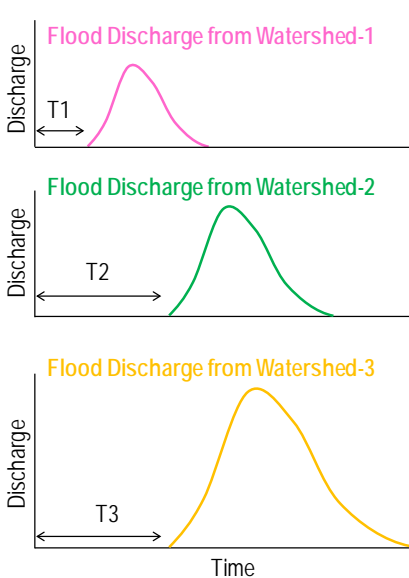 Flood Discharge from Watershed-1
Discharge
T1
Flood Discharge from Watershed-2
Discharge
T2
Flood Discharge from Watershed-3
Discharge
T3
Time